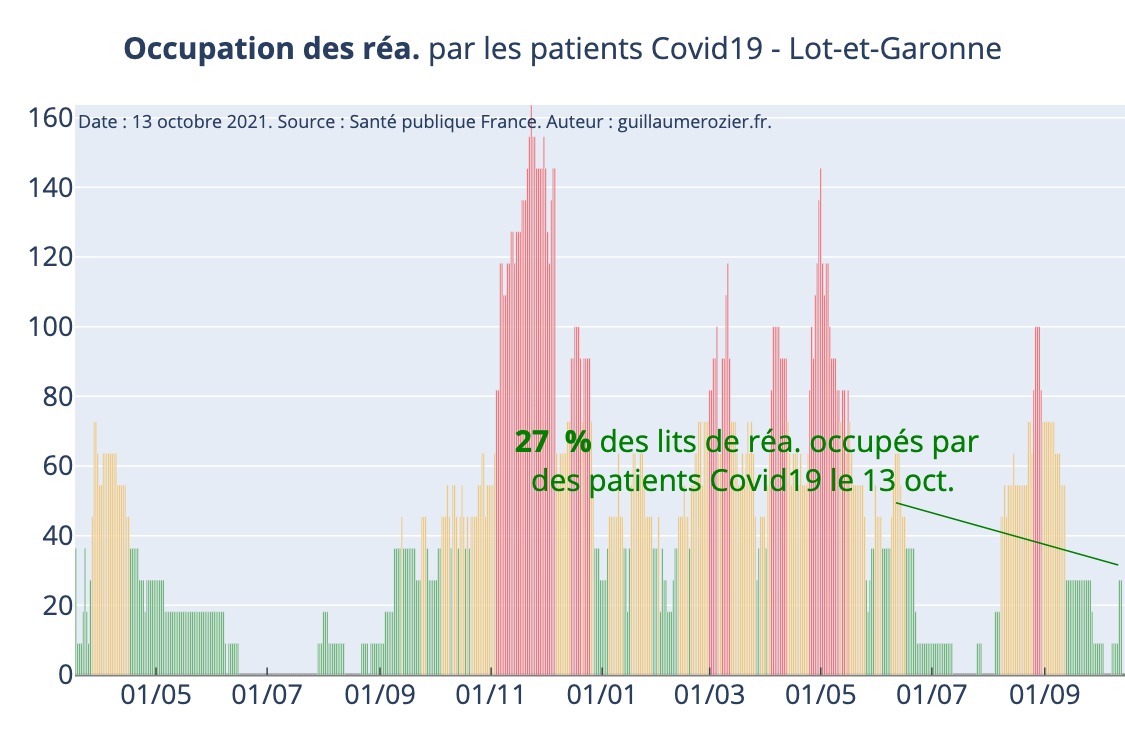 Occupation des réa. par les patients Covid19 - Lot-et-Garonne
160
Date : 13 octobre 2021. Source : Santé publique France. Auteur : guillaumerozier.fr.
140
120
100
80
27 % des lits de réa. occupés par
60
des patients Covid19 le 13 oct.
40
20
0
01/05 01/07 01/09 01/11 01/01 01/03 01/05 01/07 01/09